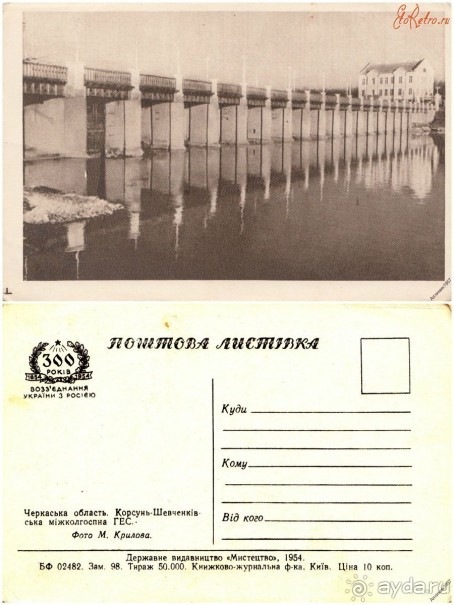 EtoRetro.ru
ПОШТОВА ЛИСТІВКА
300
РОКІВ
1654 1954
ВОЗЗ'ЄДНАННЯ
УКРАЇНИ З РОСІЄЮ
Куди
Кому
Від кого
Черкаська область. Корсунь-Шевченків-
ська міжколгоспна ГЕС.
Фото М. Крилова.
Державне видавництво «Мистецтво», 1954.
БФ 02482. Зам. 98. Тираж 50.000. Книжково-журнальна ф-ка. Київ. Ціна 10 коп.
ayda.ru